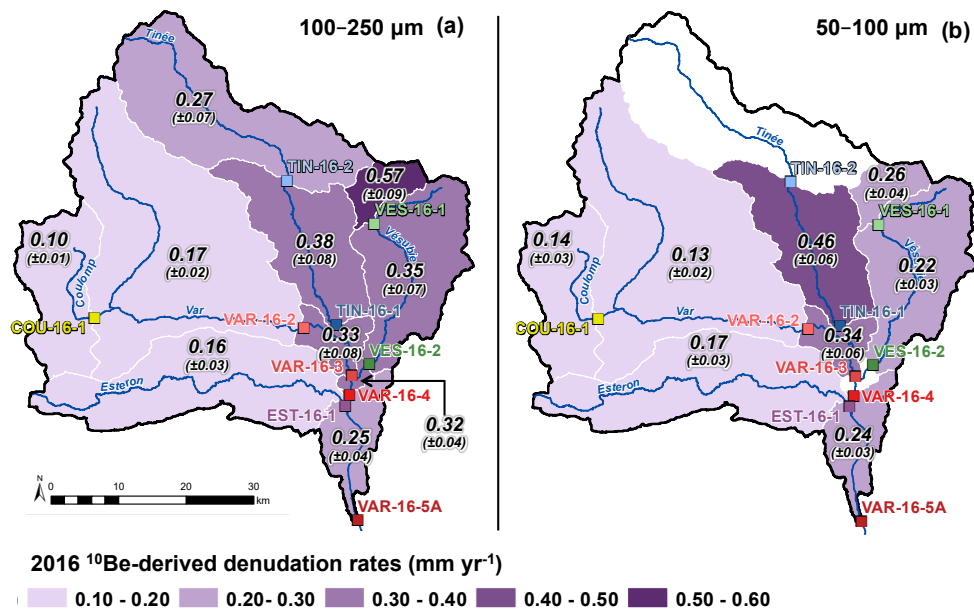 100–250 µm (a)
Tinée
0.27
(±0.07)
TIN-16-2
0.57
(±0.09)
VES-16-1
Vésubie
0.10
(±0.01)
Coulomp
0.17
(±0.02)
0.38
(±0.08)
0.35
(±0.07)
COU-16-1
Var
VAR-16-2
TIN-16-1
0.33
(±0.08)
0.16
(±0.03)
VES-16-2
VAR-16-3
Esteron
VAR-16-4
EST-16-1
0.32
(±0.04)
0.25
(±0.04)
N
0 10 20 30
km
VAR-16-5A
50–100 µm (b)
Tinée
TIN-16-2
0.26
(±0.04)
VES-16-1
Vésubie
0.14
(±0.03)
Coulomp
0.13
(±0.02)
0.46
(±0.06)
0.22
(±0.03)
COU-16-1
Var
VAR-16-2
TIN-16-1
0.34
(±0.06)
0.17
(±0.03)
VES-16-2
VAR-16-3
Esteron
VAR-16-4
EST-16-1
0.24
(±0.03)
VAR-16-5A
2016 ¹⁰Be-derived denudation rates (mm yr⁻¹)
0.10 - 0.20 0.20- 0.30 0.30 - 0.40 0.40 - 0.50 0.50 - 0.60